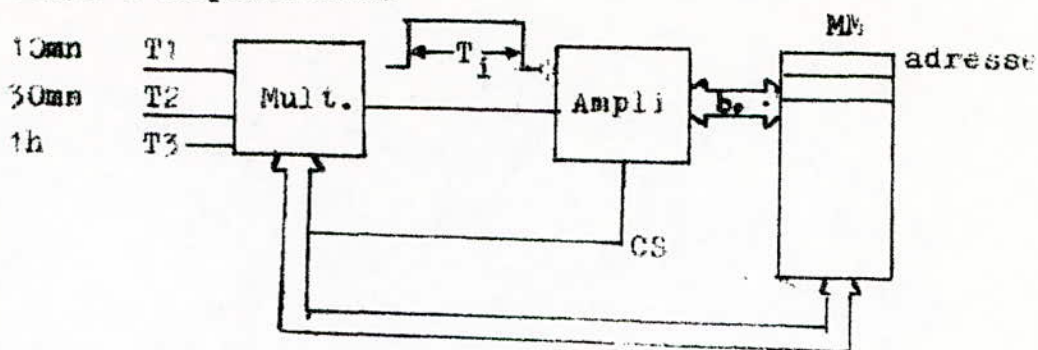 MM
10mn T1 Ti adresse
30mn T2 Mult. Ampli b.
1h T3
CS